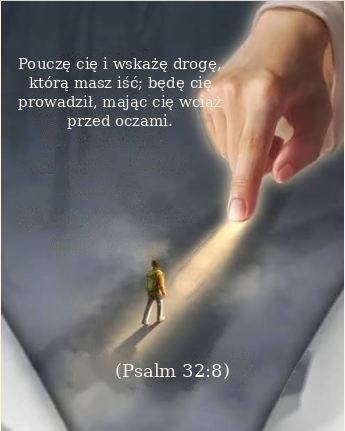 Pouczę cię i wskażę drogę,
którą masz iść; będę cię
prowadził, mając cię wciąż
przed oczami.
(Psalm 32:8)